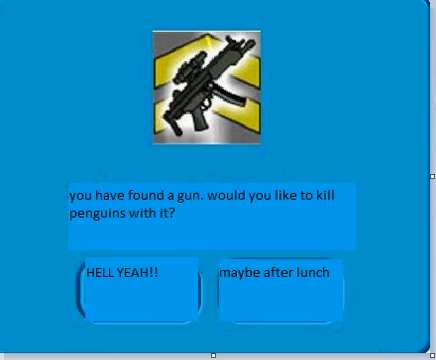 you have found a gun. would you like to kill
penguins with it?
HELL YEAH!!
maybe after lunch